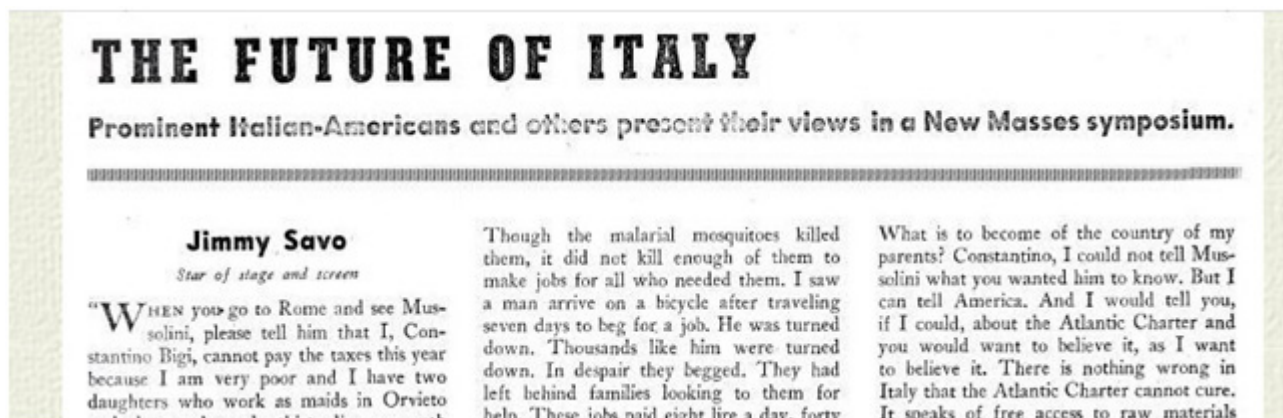 THE FUTURE OF ITALY
Prominent Italian-Americans and others present their views in a New Masses symposium.
Jimmy Savo
Star of stage and screen
"WHEN you go to Rome and see Mus-
solini, please tell him that I, Con-
stantino Bigi, cannot pay the taxes this year
because I am very poor and I have two
daughters who work as maids in Orvieto
Though the malarial mosquitoes killed
them, it did not kill enough of them to
make jobs for all who needed them. I saw
a man arrive on a bicycle after traveling
seven days to beg for a job. He was turned
down. Thousands like him were turned
down. In despair they begged. They had
left behind families looking to them for
help. These jobs paid eight lire a day, forty
What is to become of the country of my
parents? Constantino, I could not tell Mus-
solini what you wanted him to know. But I
can tell America. And I would tell you,
if I could, about the Atlantic Charter and
you would want to believe it, as I want
to believe it. There is nothing wrong in
Italy that the Atlantic Charter cannot cure.
It speaks of free access to raw materials